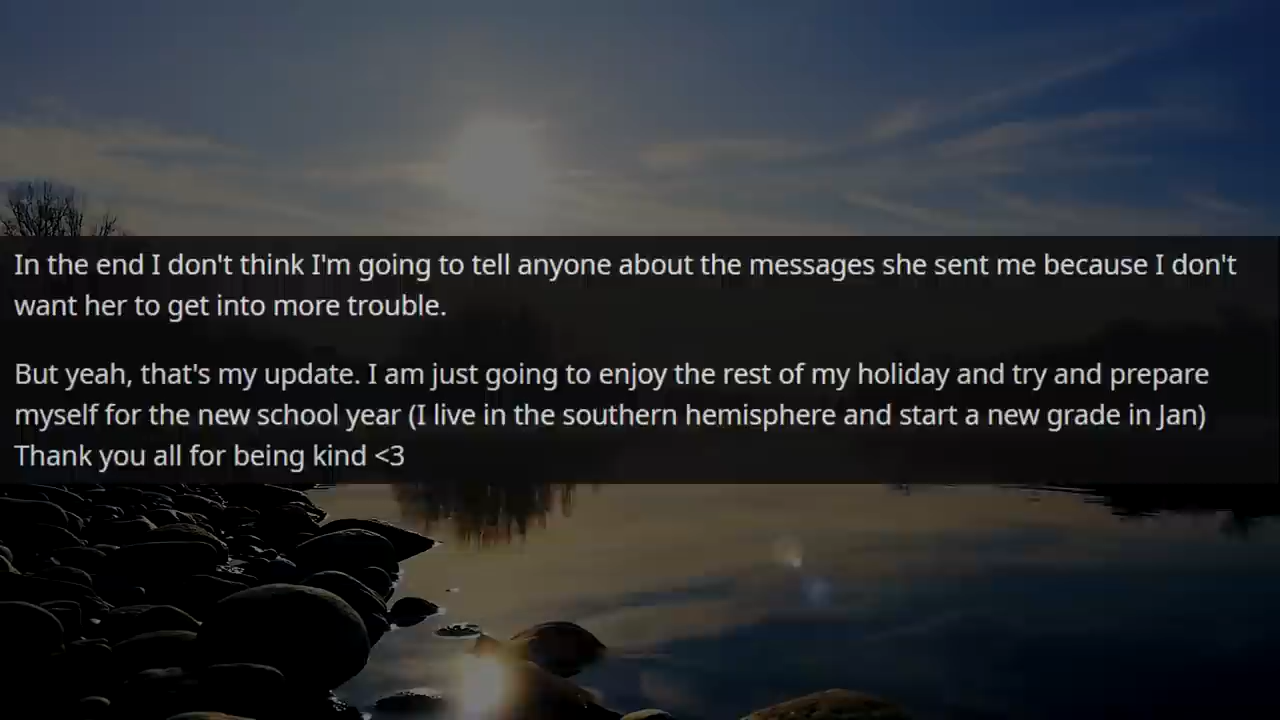 In the end I don't think I'm going to tell anyone about the messages she sent me because I don't
want her to get into more trouble.
But yeah, that's my update. I am just going to enjoy the rest of my holiday and try and prepare
myself for the new school year (I live in the southern hemisphere and start a new grade in Jan)
Thank you all for being kind <3